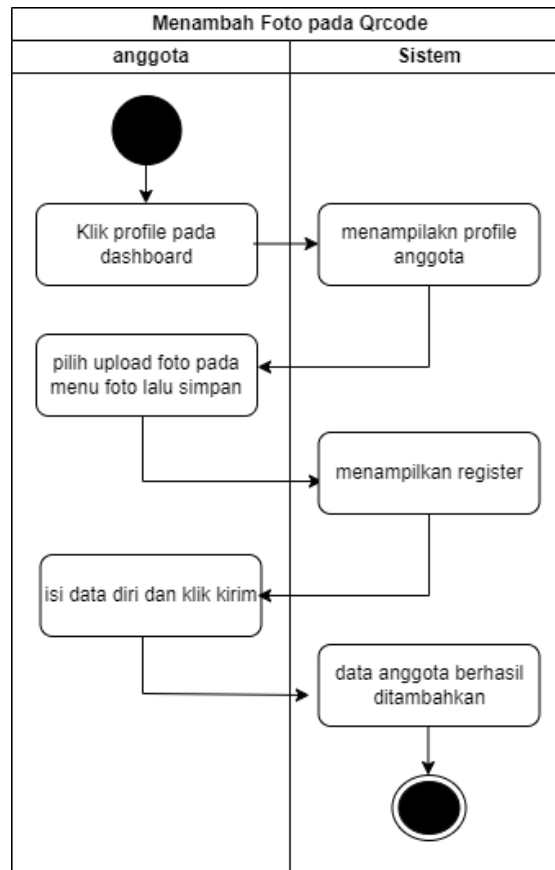 Menambah Foto pada Qrcode
anggota
Sistem
Klik profile pada
dashboard
menampilakn profile
anggota
pilih upload foto pada
menu foto lalu simpan
menampilkan register
isi data diri dan klik kirim
data anggota berhasil
ditambahkan